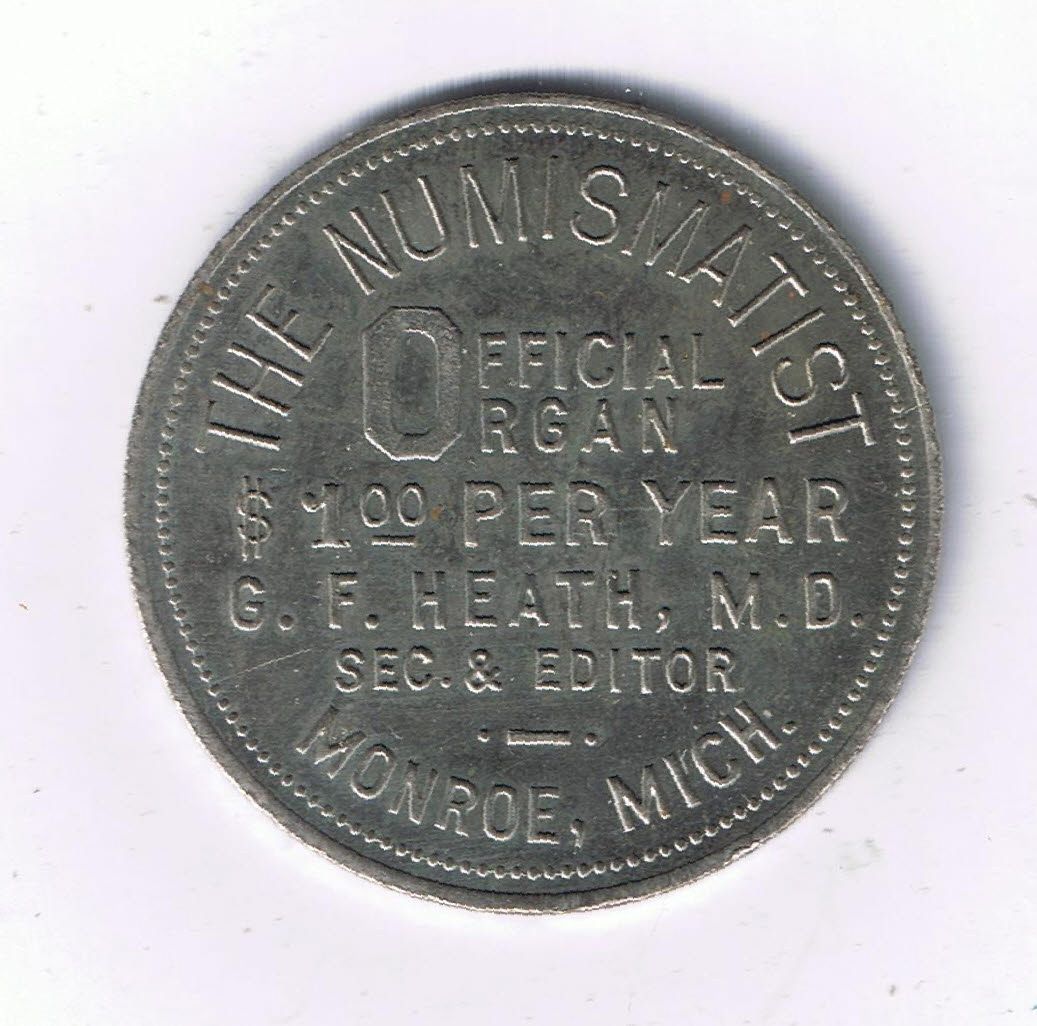 THE NUMISMATIST
OFFICIAL
ORGAN
$1.00 PER YEAR
G. F. HEATH, M.D.
SEC. & EDITOR
MONROE, MICH.